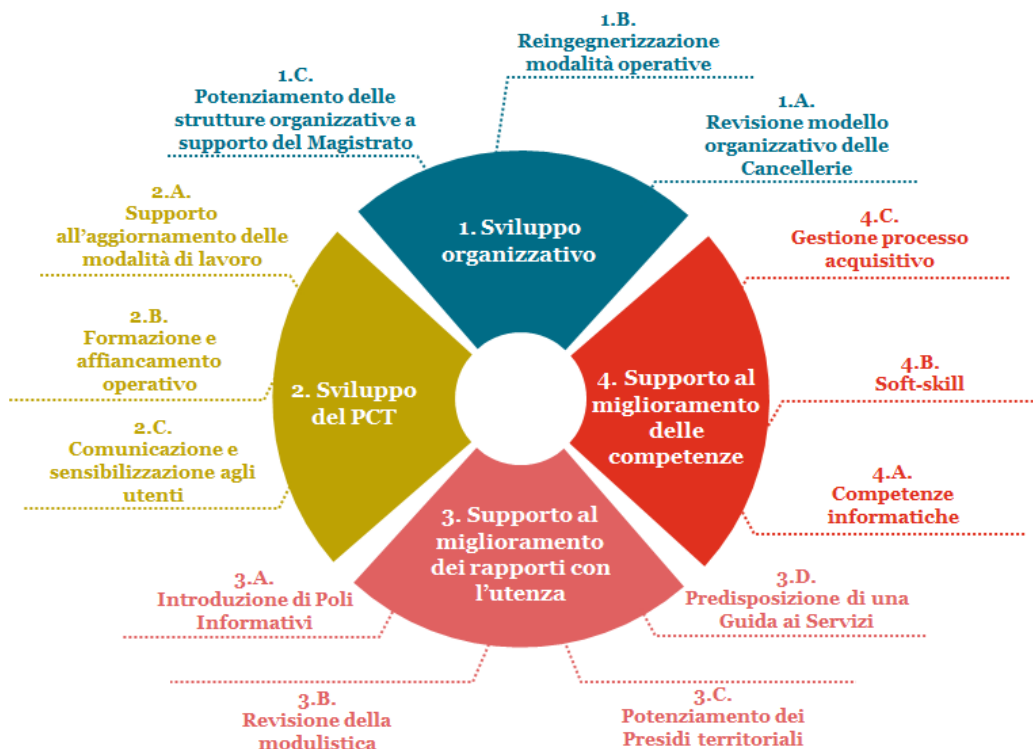 1.B.
Reingegnerizzazione
modalità operative
1.C.
Potenziamento delle
strutture organizzative a
supporto del Magistrato
1.A.
Revisione modello
organizzativo delle
Cancellerie
2.A.
Supporto
all'aggiornamento delle
modalità di lavoro
1. Sviluppo
organizzativo
4.C.
Gestione processo
acquisitivo
2.B.
Formazione e
affiancamento
operativo
2. Sviluppo
del PCT
4. Supporto al
miglioramento
delle
competenze
4.B.
Soft-skill
2.C.
Comunicazione e
sensibilizzazione agli
utenti
4.A.
Competenze
informatiche
3. Supporto al
miglioramento
dei rapporti con
l'utenza
3.A.
Introduzione di Poli
Informativi
3.D.
Predisposizione di una
Guida ai Servizi
3.B.
Revisione della
modulistica
3.C.
Potenziamento dei
Presidi territoriali